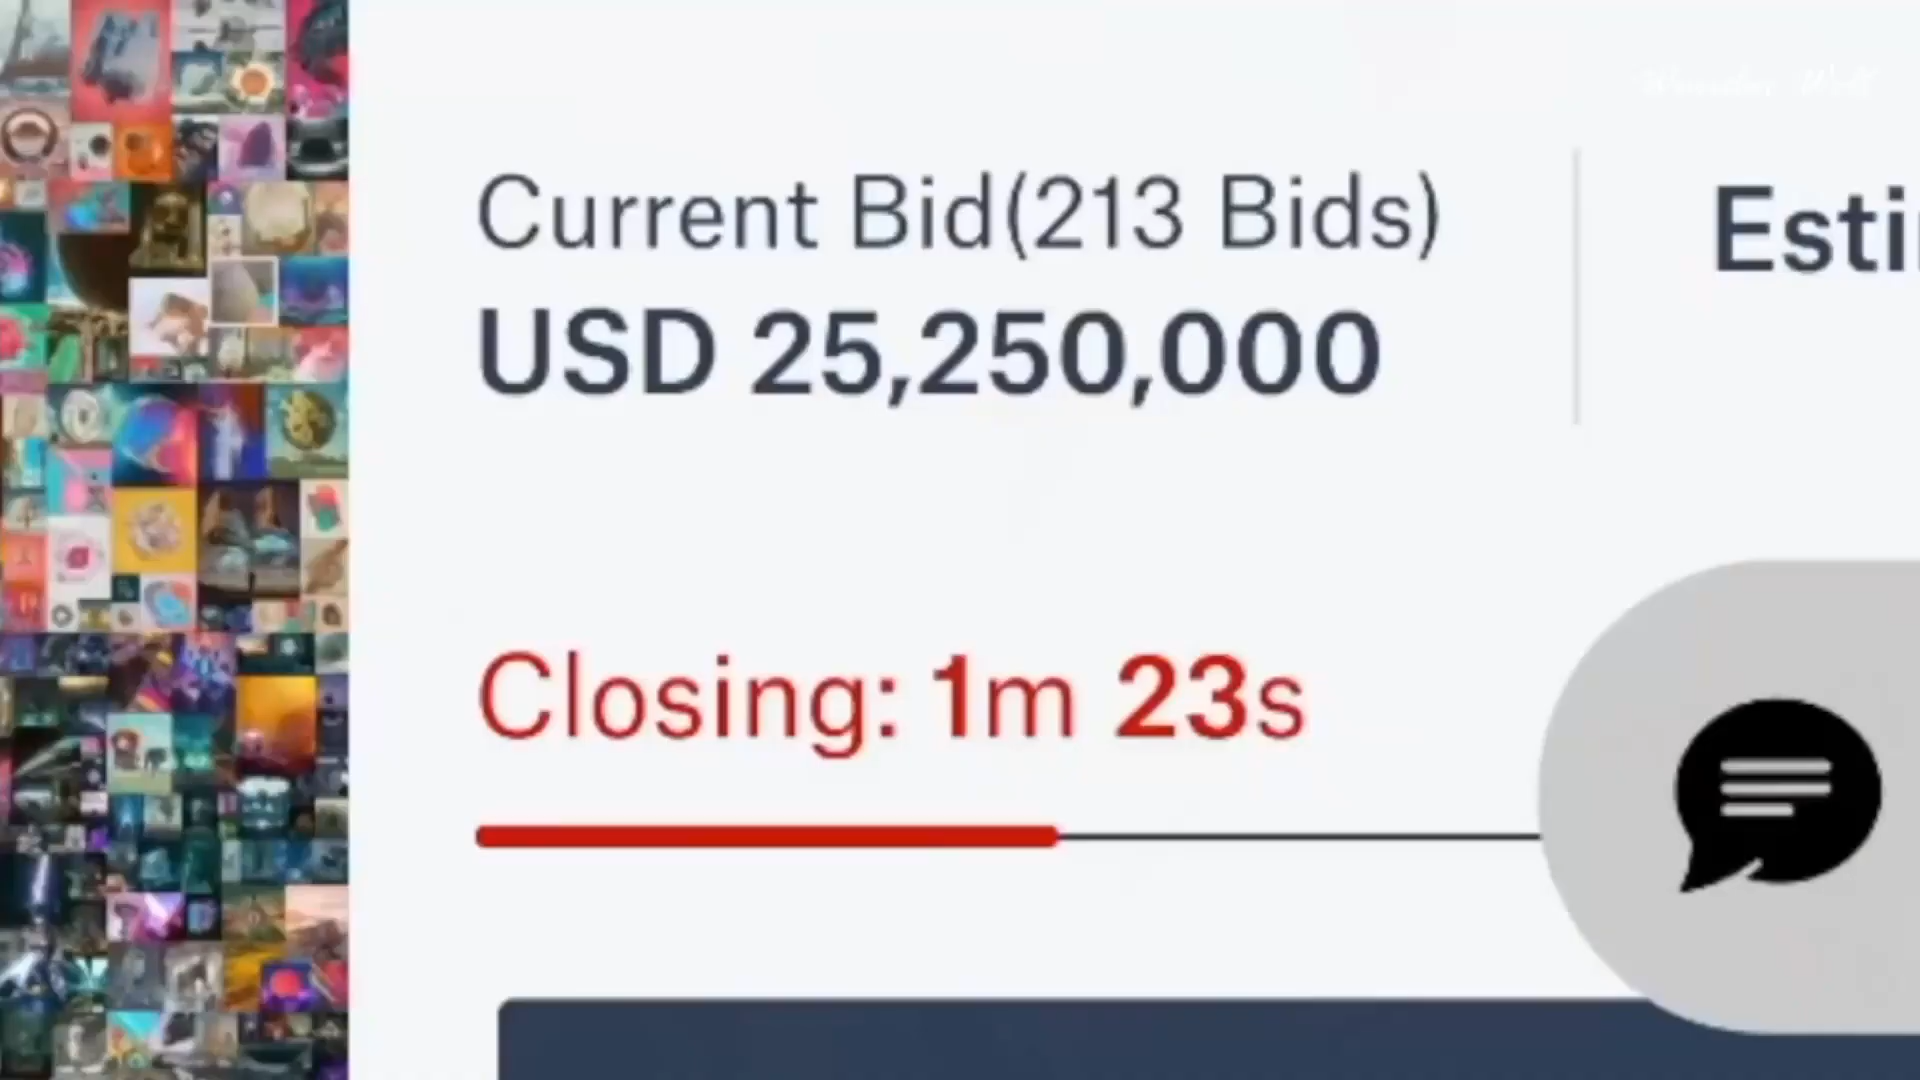 Current Bid(213 Bids)
USD 25,250,000
Esti
Closing: 1m 23s